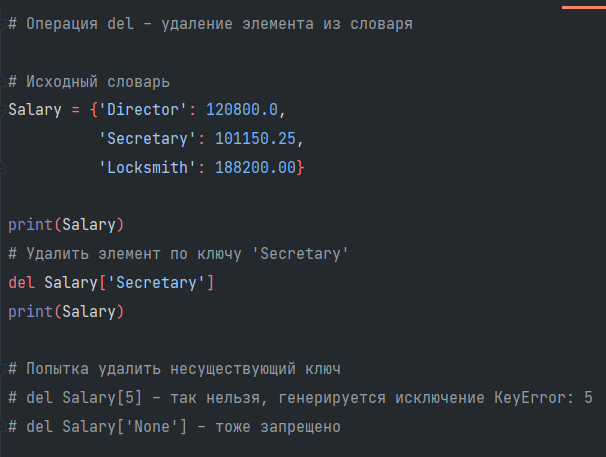 # Операция del – удаление элемента из словаря
# Исходный словарь
Salary = {'Director': 120800.0,
'Secretary': 101150.25,
'Locksmith': 188200.00}
print(Salary)
# Удалить элемент по ключу 'Secretary'
del Salary['Secretary']
print(Salary)
# Попытка удалить несуществующий ключ
# del Salary[5] – так нельзя, генерируется исключение KeyError: 5
# del Salary['None'] – тоже запрещено